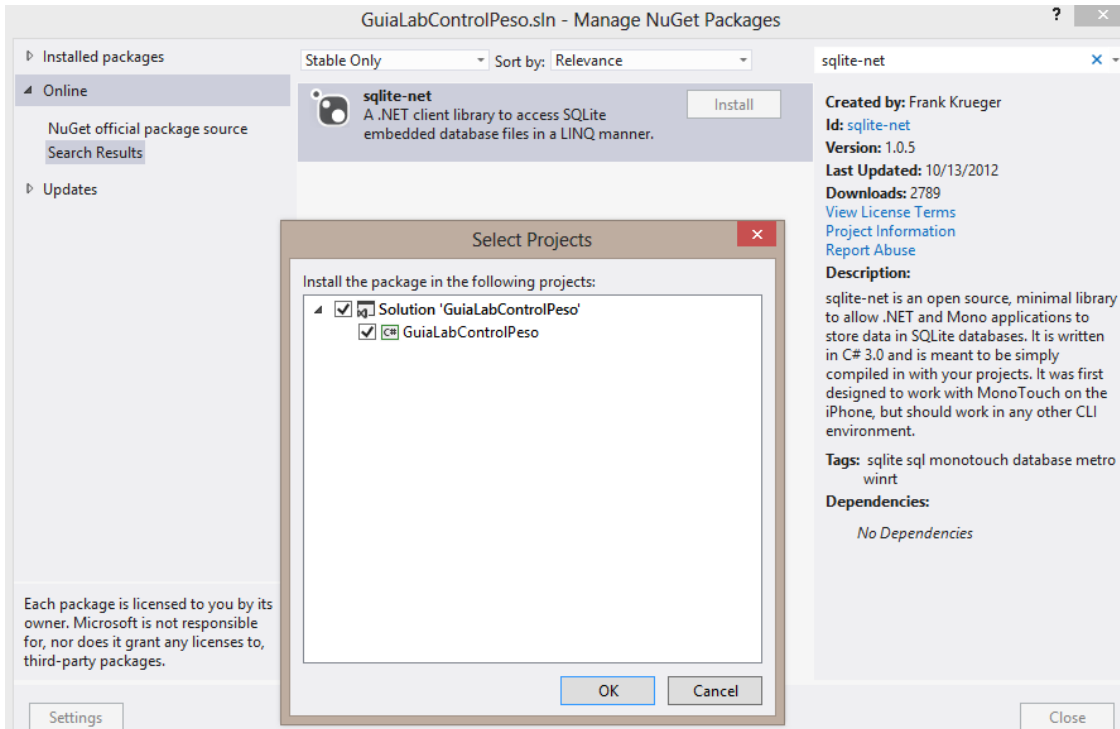 GuiaLabControlPeso.sln - Manage NuGet Packages
?
Installed packages
Online
NuGet official package source
Search Results
Updates
Each package is licensed to you by its
owner. Microsoft is not responsible
for, nor does it grant any licenses to,
third-party packages.
Settings
Stable Only
Sort by: Relevance
sqlite-net
A .NET client library to access SQLite
embedded database files in a LINQ manner.
Install
Select Projects
Install the package in the following projects:
Solution 'GuiaLabControlPeso'
C# GuiaLabControlPeso
OK
Cancel
sqlite-net
Created by: Frank Krueger
Id: sqlite-net
Version: 1.0.5
Last Updated: 10/13/2012
Downloads: 2789
View License Terms
Project Information
Report Abuse
Description:
sqlite-net is an open source, minimal library
to allow .NET and Mono applications to
store data in SQLite databases. It is written
in C# 3.0 and is meant to be simply
compiled in with your projects. It was first
designed to work with MonoTouch on the
iPhone, but should work in any other CLI
environment.
Tags: sqlite sql monotouch database metro
winrt
Dependencies:
No Dependencies
Close